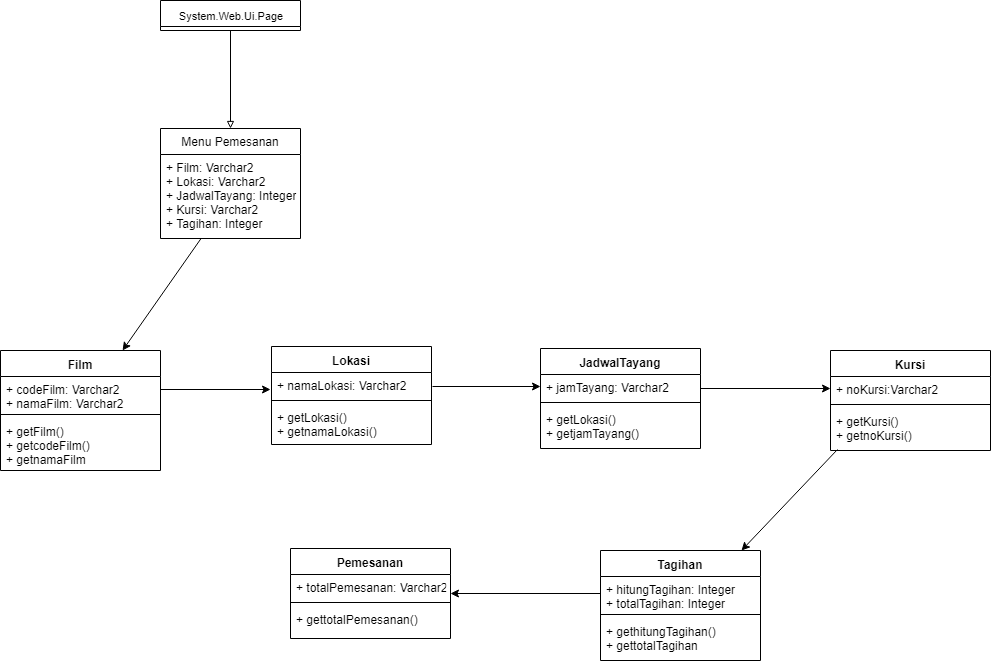 System.Web.Ui.Page
Menu Pemesanan
+ Film: Varchar2
+ Lokasi: Varchar2
+ JadwalTayang: Integer
+ Kursi: Varchar2
+ Tagihan: Integer
Film
+ codeFilm: Varchar2
+ namaFilm: Varchar2
+ getFilm()
+ getcodeFilm()
+ getnamaFilm
Lokasi
+ namaLokasi: Varchar2
+ getLokasi()
+ getnamaLokasi()
JadwalTayang
+ jamTayang: Varchar2
+ getLokasi()
+ getjamTayang()
Kursi
+ noKursi:Varchar2
+ getKursi()
+ getnoKursi()
Pemesanan
+ totalPemesanan: Varchar2
+ gettotalPemesanan()
Tagihan
+ hitungTagihan: Integer
+ totalTagihan: Integer
+ gethitungTagihan()
+ gettotalTagihan